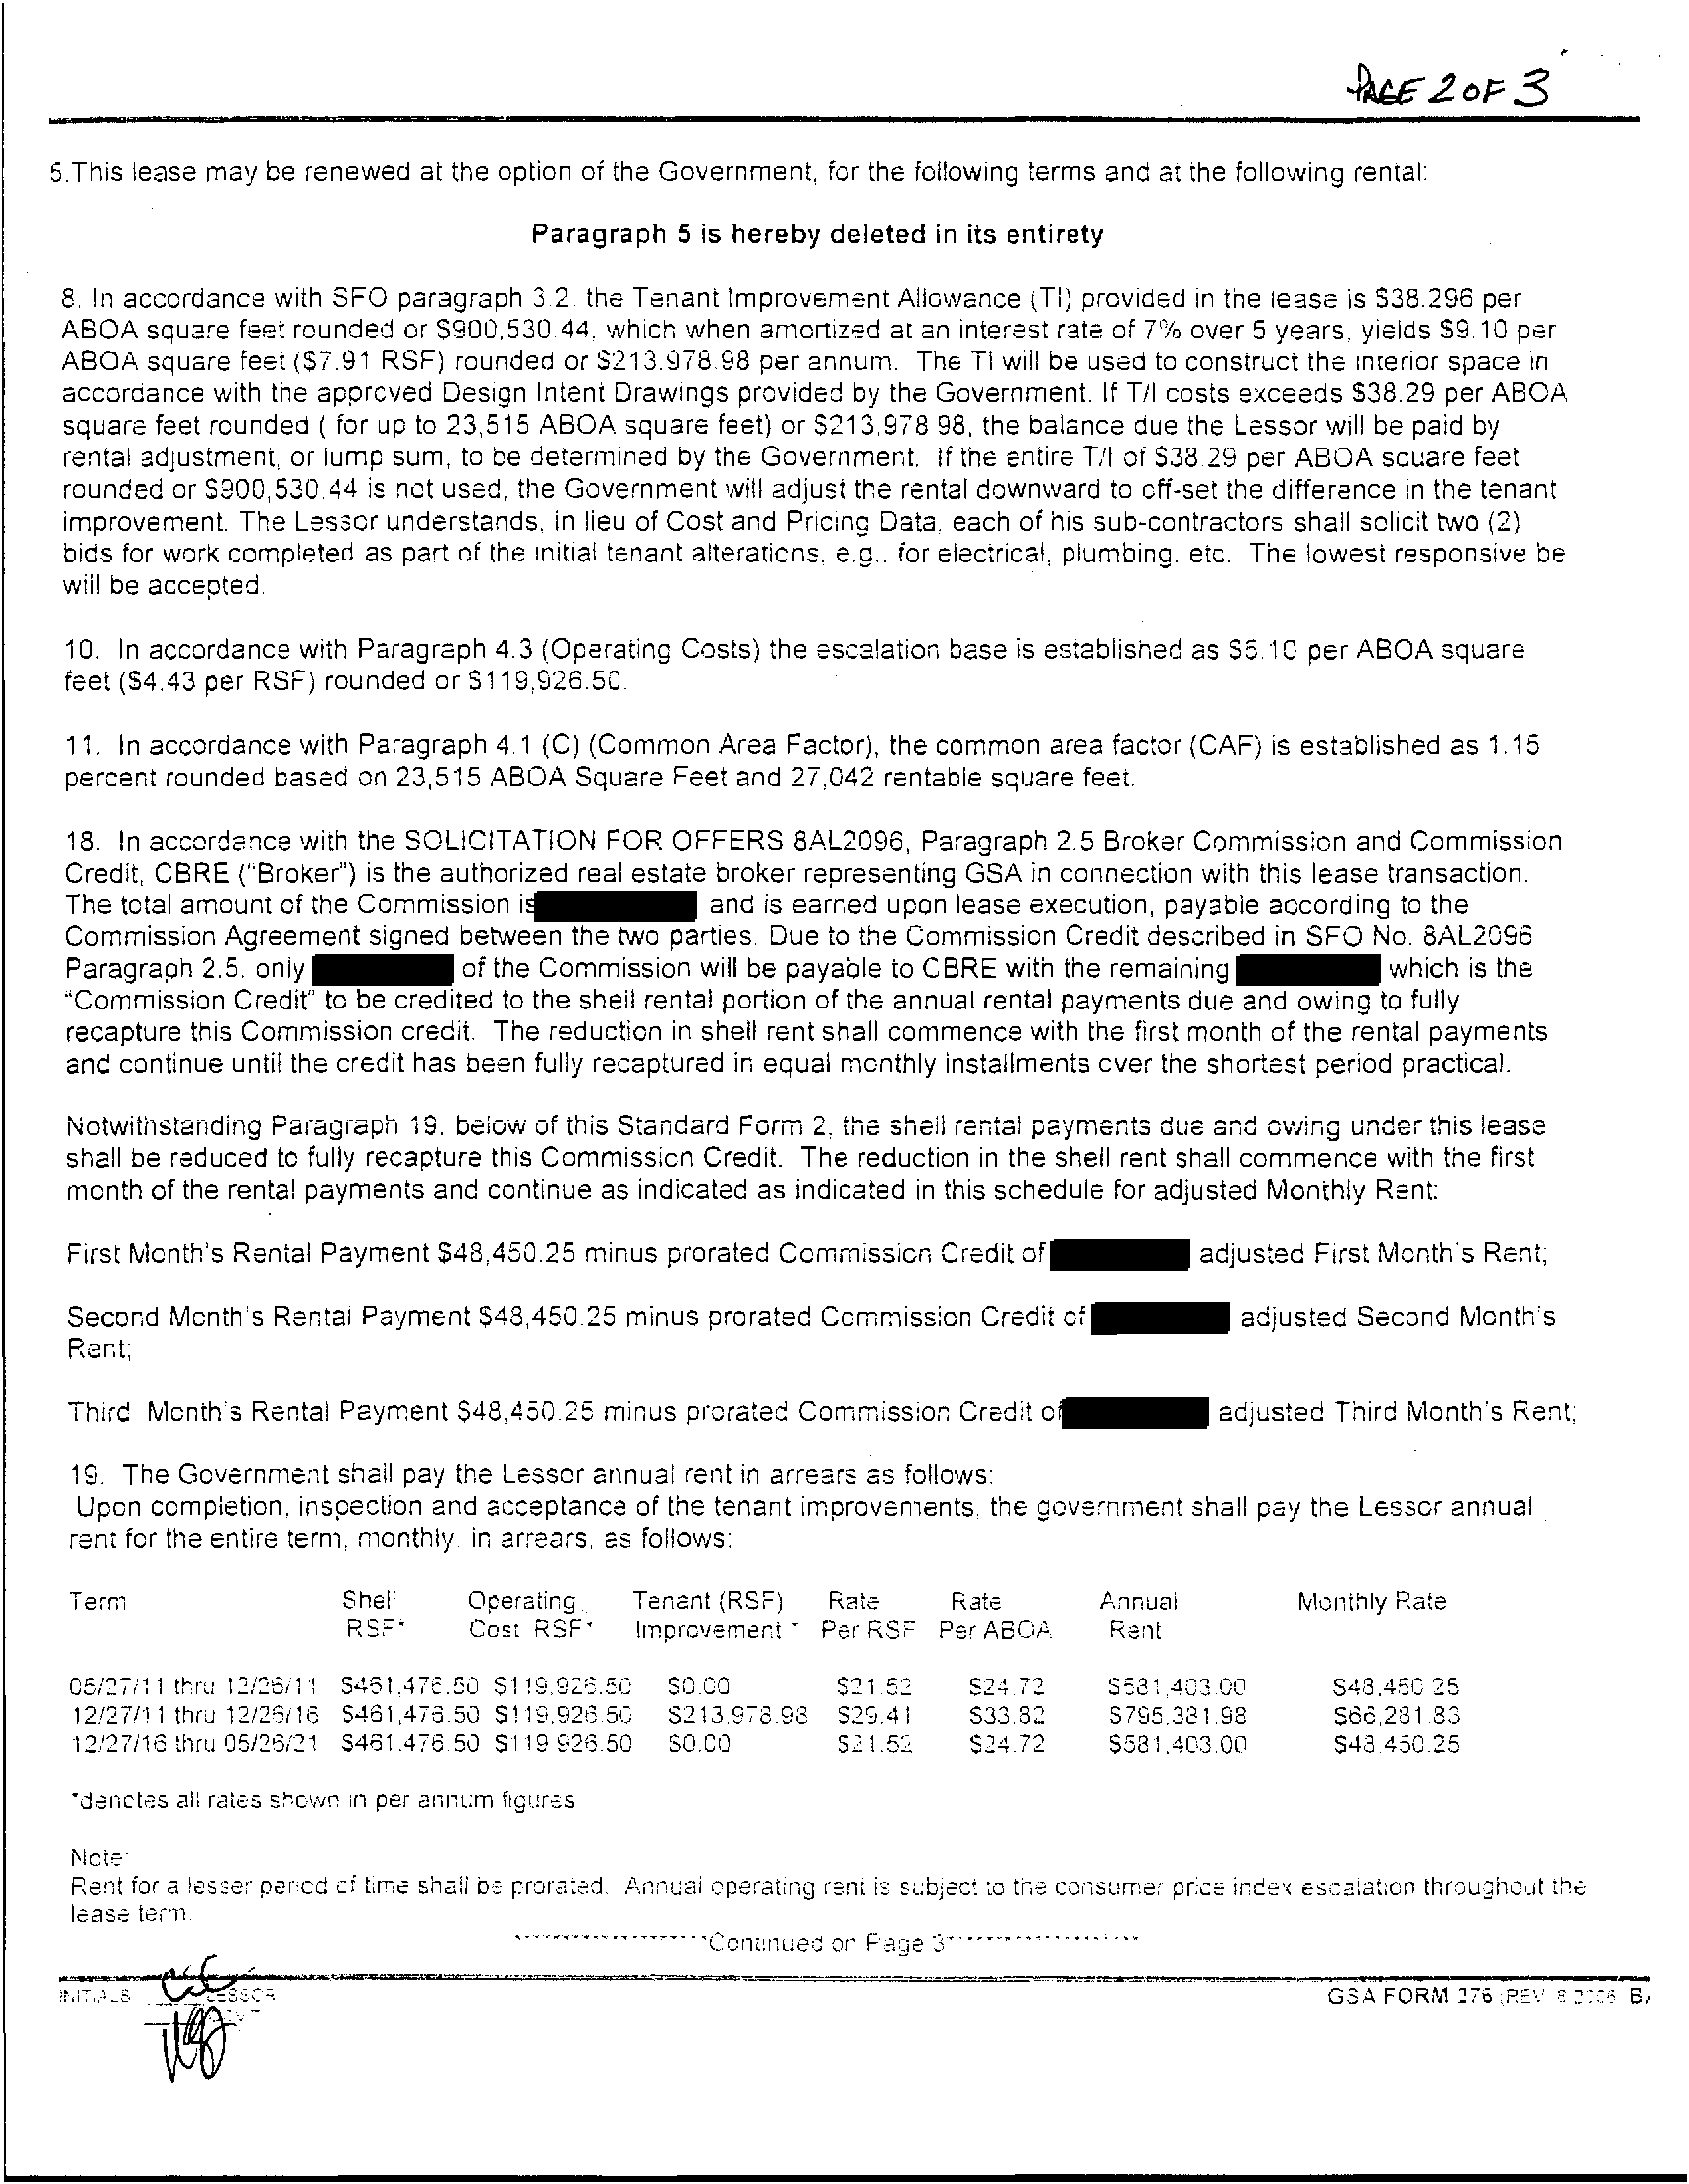 PAGE 2 OF 3
5.This lease may be renewed at the option of the Government, for the following terms and at the following rental:
Paragraph 5 is hereby deleted in its entirety
8. In accordance with SFO paragraph 3.2. the Tenant Improvement Allowance (TI) provided in the lease is $38.296 per
ABOA square feet rounded or $900,530.44, which when amortized at an interest rate of 7% over 5 years, yields $9.10 per
ABOA square feet ($7.91 RSF) rounded or $213.978.98 per annum. The TI will be used to construct the interior space in
accordance with the approved Design Intent Drawings provided by the Government. If T/I costs exceeds $38.29 per ABOA
square feet rounded ( for up to 23,515 ABOA square feet) or $213,978 98, the balance due the Lessor will be paid by
rental adjustment, or lump sum, to be determined by the Government. If the entire T/I of $38.29 per ABOA square feet
rounded or $900,530.44 is not used, the Government will adjust the rental downward to off-set the difference in the tenant
improvement. The Lessor understands, in lieu of Cost and Pricing Data, each of his sub-contractors shall solicit two (2)
bids for work completed as part of the initial tenant alterations, e.g.. for electrical, plumbing. etc. The lowest responsive be
will be accepted.
10. In accordance with Paragraph 4.3 (Operating Costs) the escalation base is established as $5.10 per ABOA square
feet ($4.43 per RSF) rounded or $119,926.50.
11. In accordance with Paragraph 4.1 (C) (Common Area Factor), the common area factor (CAF) is established as 1.15
percent rounded based on 23,515 ABOA Square Feet and 27,042 rentable square feet.
18. In accordance with the SOLICITATION FOR OFFERS 8AL2096, Paragraph 2.5 Broker Commission and Commission
Credit, CBRE ("Broker") is the authorized real estate broker representing GSA in connection with this lease transaction.
The total amount of the Commission is and is earned upon lease execution, payable according to the
Commission Agreement signed between the two parties. Due to the Commission Credit described in SFO No. 8AL2096
Paragraph 2.5. only of the Commission will be payable to CBRE with the remaining which is the
"Commission Credit" to be credited to the shell rental portion of the annual rental payments due and owing to fully
recapture this Commission credit. The reduction in shell rent shall commence with the first month of the rental payments
and continue until the credit has been fully recaptured in equal monthly installments over the shortest period practical.
Notwithstanding Paragraph 19. below of this Standard Form 2, the shell rental payments due and owing under this lease
shall be reduced to fully recapture this Commission Credit. The reduction in the shell rent shall commence with the first
month of the rental payments and continue as indicated as indicated in this schedule for adjusted Monthly Rent:
First Month's Rental Payment $48,450.25 minus prorated Commission Credit of adjusted First Month's Rent;
Second Month's Rental Payment $48,450.25 minus prorated Commission Credit of adjusted Second Month's
Rent;
Third Month's Rental Payment $48,450.25 minus prorated Commission Credit of adjusted Third Month's Rent;
19. The Government shall pay the Lessor annual rent in arrears as follows:
Upon completion, inspection and acceptance of the tenant improvements, the government shall pay the Lessor annual
rent for the entire term, monthly. in arrears, as follows:
Term Shell Operating Tenant (RSF) Rate Rate Annual Monthly Rate
RSF* Cost RSF* Improvement * Per RSF Per ABOA Rent
05/27/11 thru 12/26/11 $461,476.50 $119,926.50 $0.00 $21.52 $24.72 $581,403.00 $48,450 25
12/27/11 thru 12/26/16 $461,476.50 $119,926.50 $213.978.98 $29.41 $33.82 $795,381.98 $66,281.83
12/27/16 thru 05/26/21 $461.476 50 $119 926.50 $0.00 $21.52 $24.72 $581,403.00 $48.450.25
*denotes all rates shown in per annum figures
Note:
Rent for a lesser period of time shall be prorated. Annual operating rent is subject to the consumer price index escalation throughout the
lease term.
*Continued on Page 3*
INITIALS LESSOR
GSA FORM 276 (REV 8 2006 B/